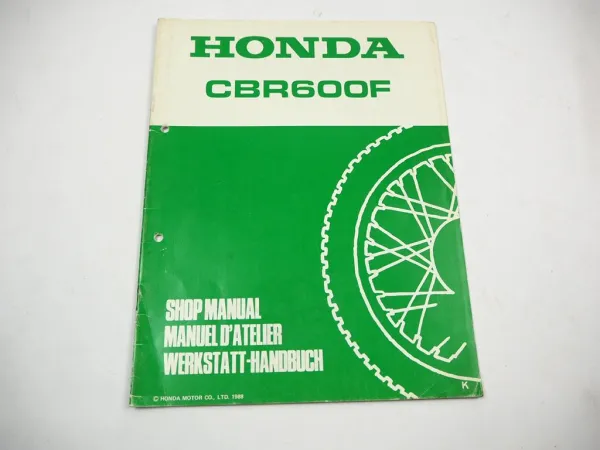 HONDA
CBR600F
SHOP MANUAL
MANUEL D'ATELIER
WERKSTATT-HANDBUCH
© HONDA MOTOR CO., LTD. 1988
K